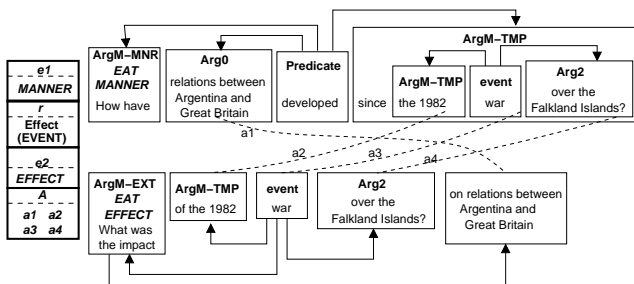 e1
MANNER
r
Effect
(EVENT)
e2
EFFECT
A
a1 a2
a3 a4
ArgM−MNR
EAT
MANNER
How have
Arg0
relations between
Argentina and
Great Britain
Predicate
developed
ArgM−TMP
since
ArgM−TMP
the 1982
event
war
Arg2
over the
Falkland Islands?
a1
a2
a3
a4
ArgM−EXT
EAT
EFFECT
What was
the impact
ArgM−TMP
of the 1982
event
war
Arg2
over the
Falkland Islands?
on relations between
Argentina and
Great Britain